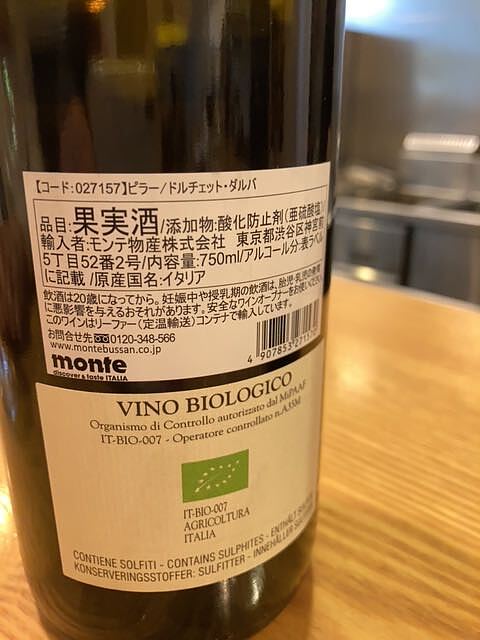 【コード:027157】ピラー/ドルチェット・ダルバ
品目:果実酒/添加物:酸化防止剤(亜硫酸塩)/
輸入者:モンテ物産株式会社 東京都渋谷区神宮前
5丁目52番2号/内容量:750ml/アルコール分:表ラベル
に記載/原産国名:イタリア
飲酒は20歳になってから。妊娠中や授乳期の飲酒は、胎児・乳児の発育
に悪影響を与えるおそれがあります。安全なワインオープナーをお使いください。
このワインはリーファー(定温輸送)コンテナで輸入しています。
お問合せ先 0120-348-566
www.montebussan.co.jp
monte
discover & taste ITALIA
4 907853
VINO BIOLOGICO
Organismo di Controllo autorizzato dal MiPAAF
IT-BIO-007 - Operatore controllato n.A35M
IT-BIO-007
AGRICOLTURA
ITALIA
CONTIENE SOLFITI - CONTAINS SULPHITES - ENTHÄLT
KONSERVERINGSSTOFFER: SULFITTER - INNEHÅLLER